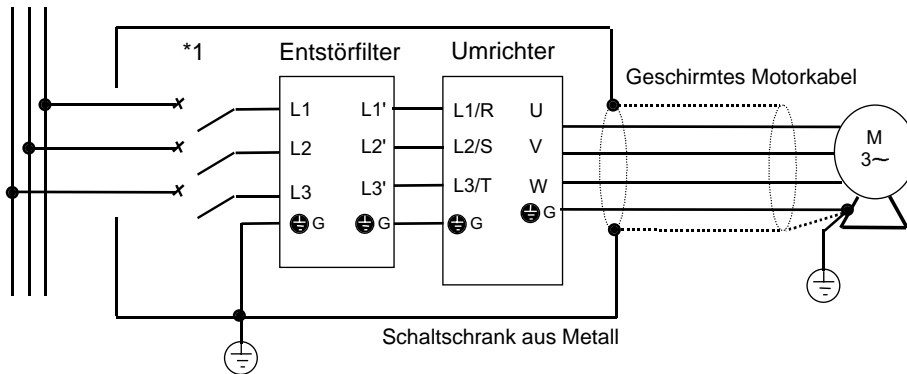 *1
Entstörfilter
Umrichter
Geschirmtes Motorkabel
L1 L1' L1/R U
L2 L2' L2/S V
L3 L3' L3/T W
G G G G
M
3~
Schaltschrank aus Metall